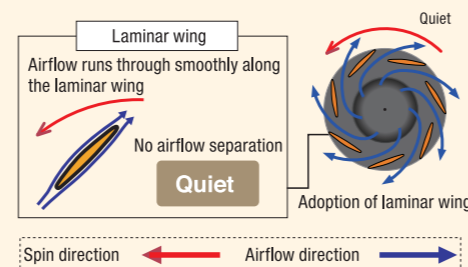 Laminar wing
Airflow runs through smoothly along
the laminar wing
No airflow separation
Quiet
Quiet
Adoption of laminar wing
Spin direction
Airflow direction